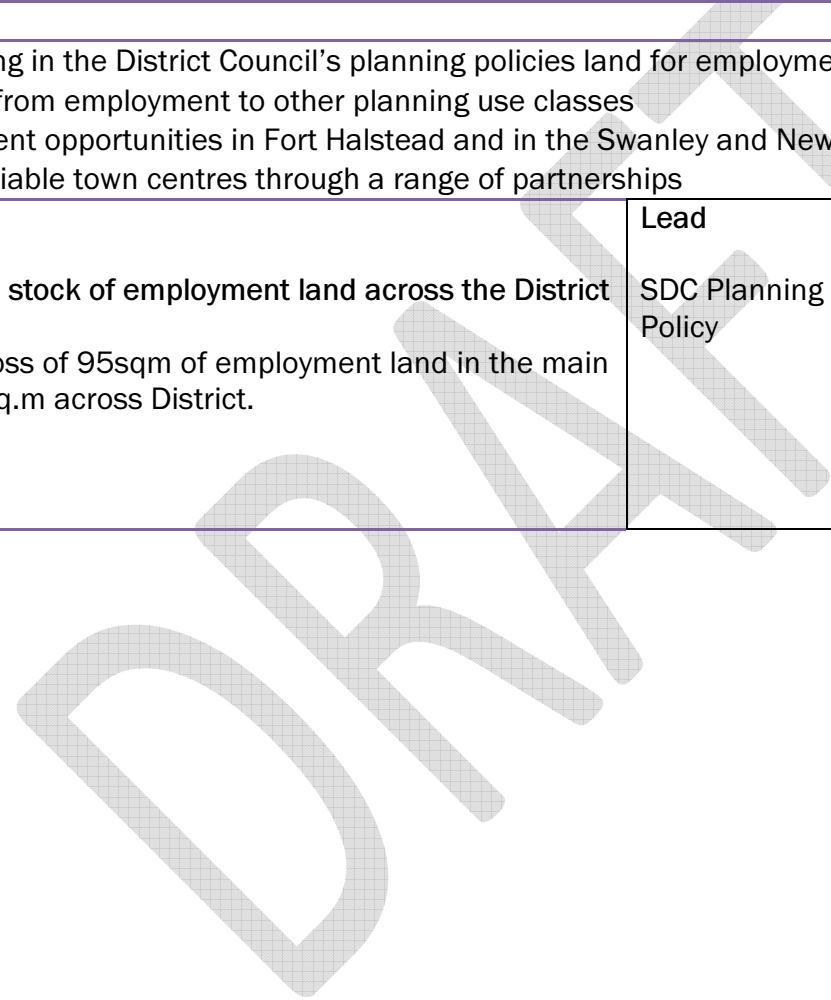 ng in the District Council's planning policies land for employme
from employment to other planning use classes
ent opportunities in Fort Halstead and in the Swanley and New
iable town centres through a range of partnerships
Lead
stock of employment land across the District
SDC Planning
Policy
oss of 95sqm of employment land in the main
q.m across District.
DRAFT